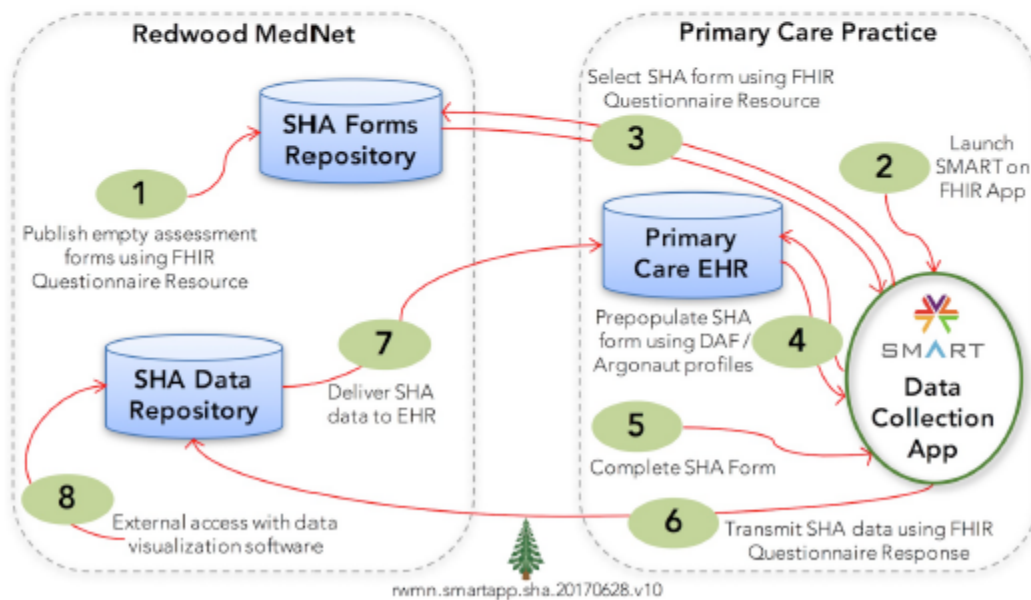 Redwood MedNet
Primary Care Practice
SHA Forms
Repository
1
Publish empty assessment
forms using FHIR
Questionnaire Resource
Select SHA form using FHIR
Questionnaire Resource
3
2
Launch
SMART on
FHIR App
Primary
Care EHR
Prepopulate SHA
form using DAF /
Argonaut profiles
4
SMART
Data
Collection
App
7
Deliver SHA
data to EHR
SHA Data
Repository
5
Complete SHA Form
8
External access with data
visualization software
6
Transmit SHA data using FHIR
Questionnaire Response
rwmn.smartapp.sha.20170628.v10